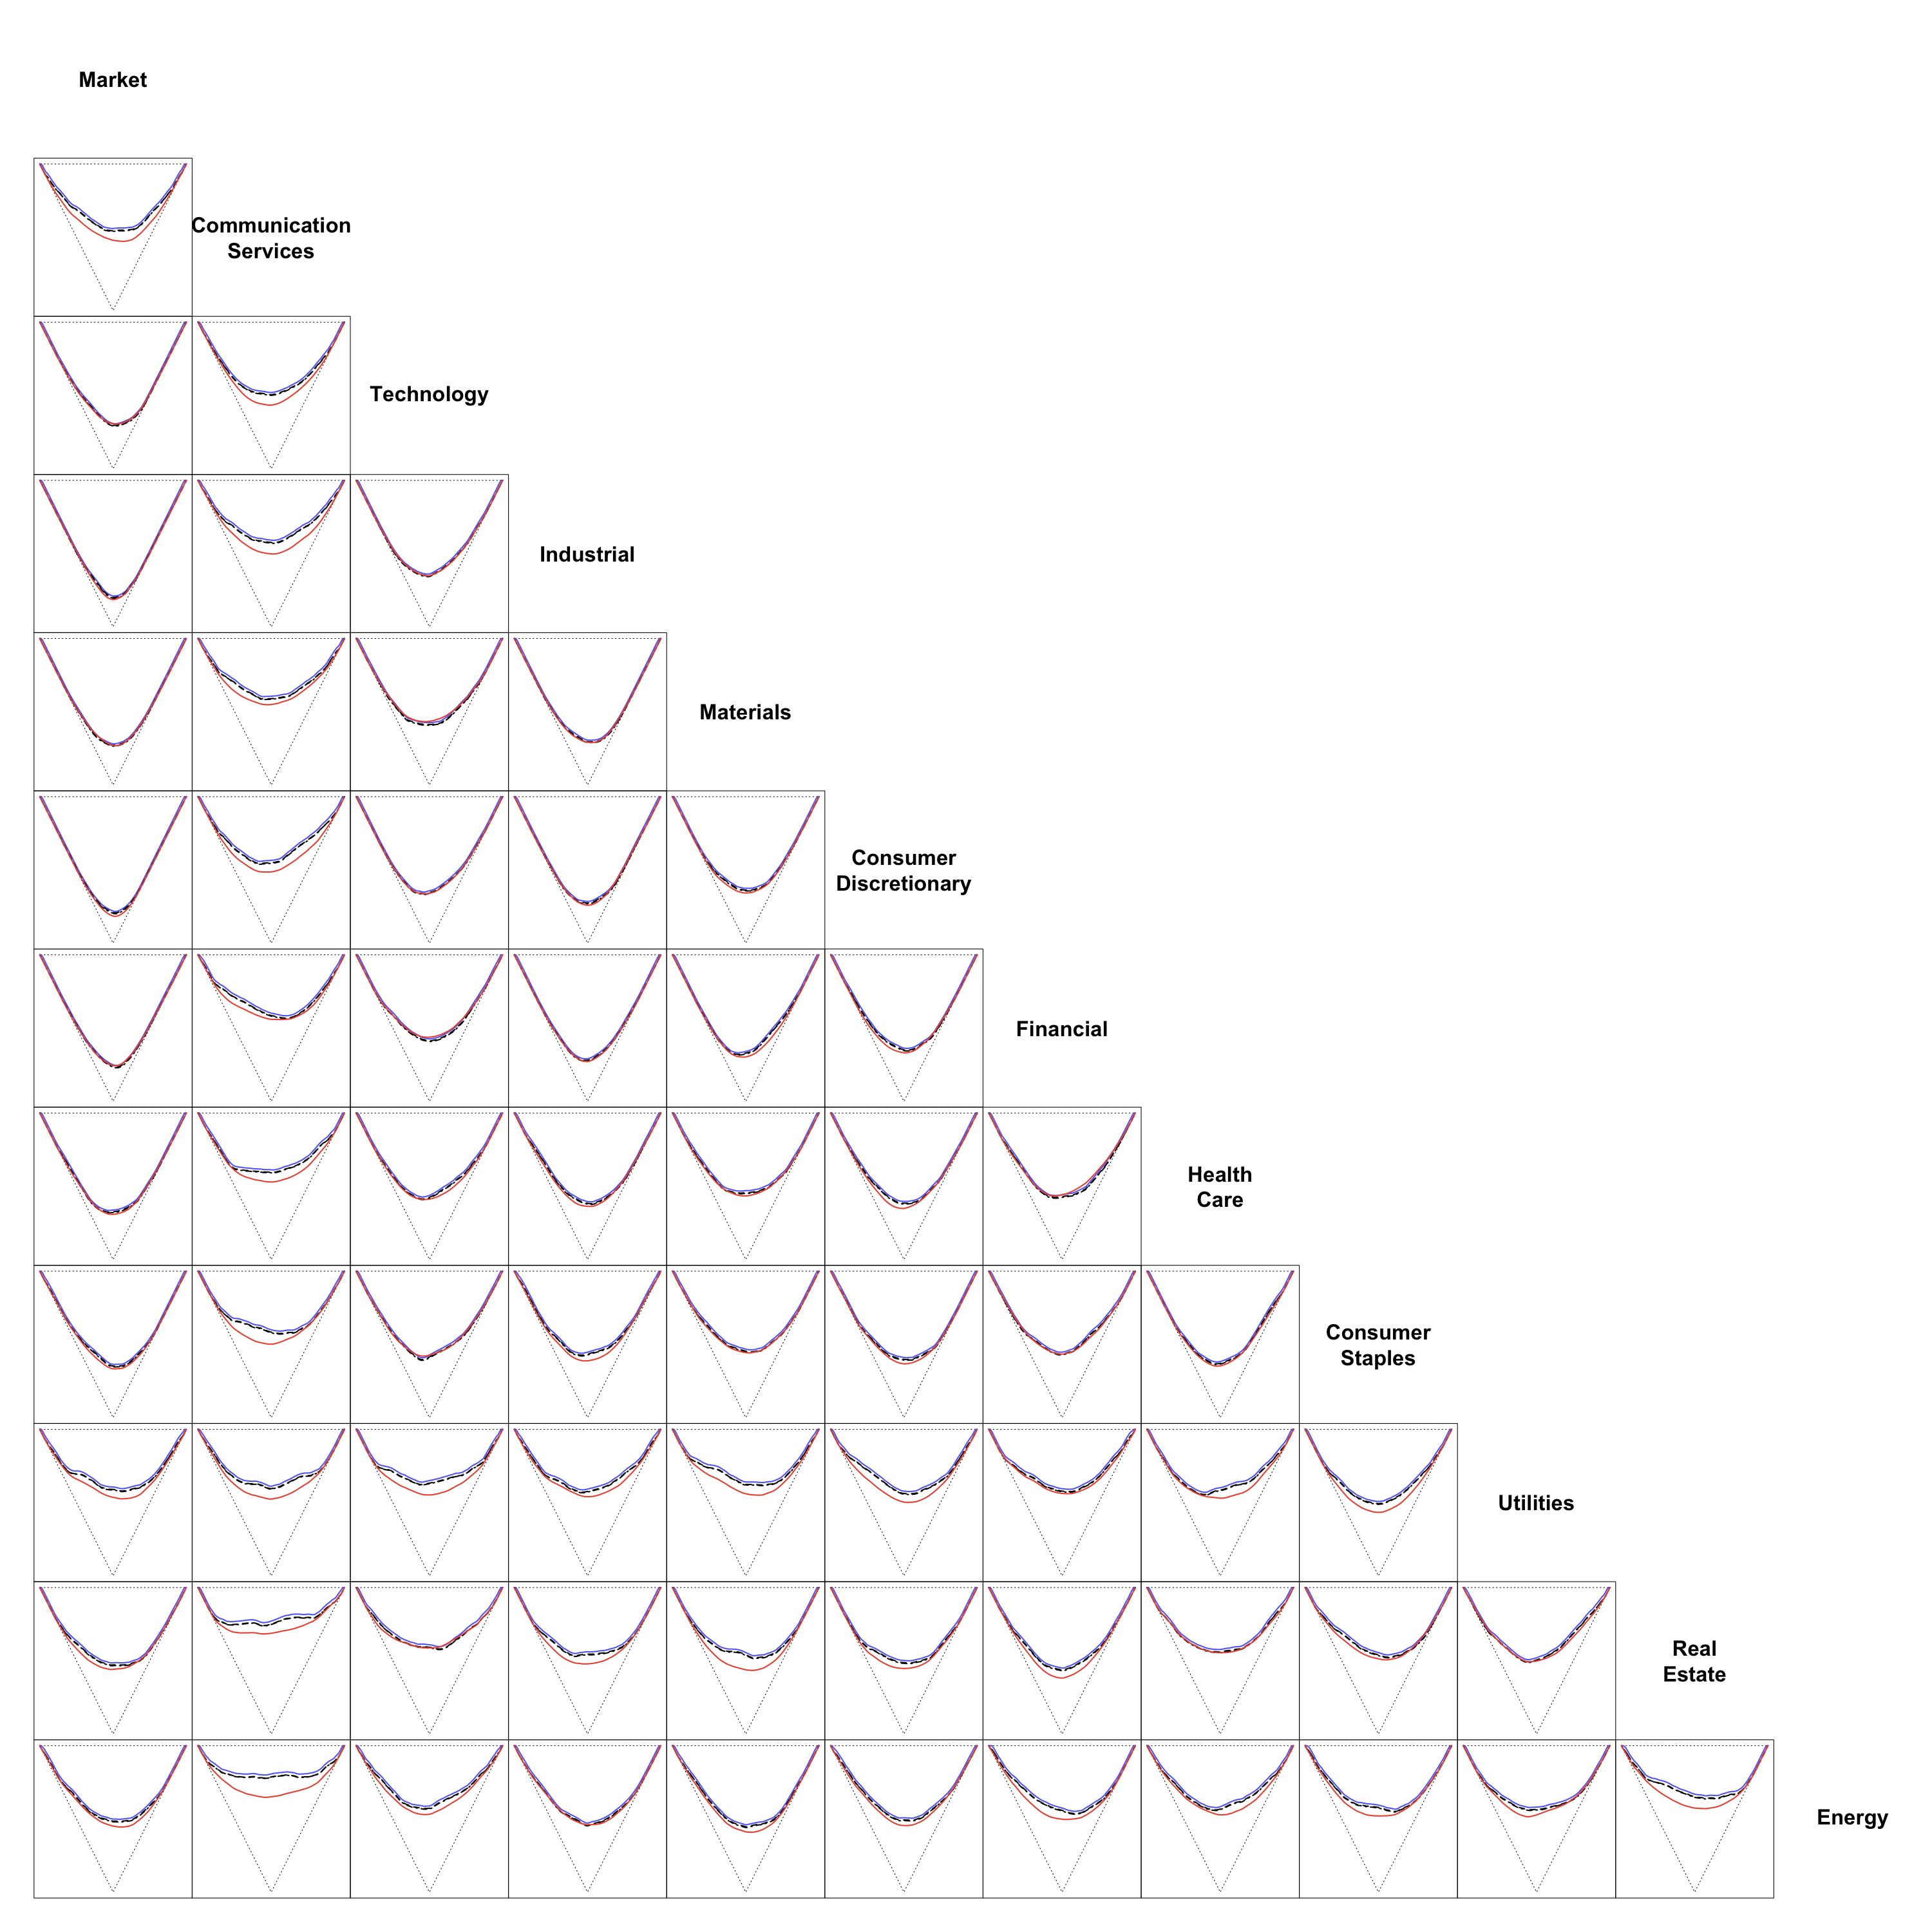 Market
Communication
Services
Technology
Industrial
Materials
Consumer
Discretionary
Financial
Health
Care
Consumer
Staples
Utilities
Real
Estate
Energy